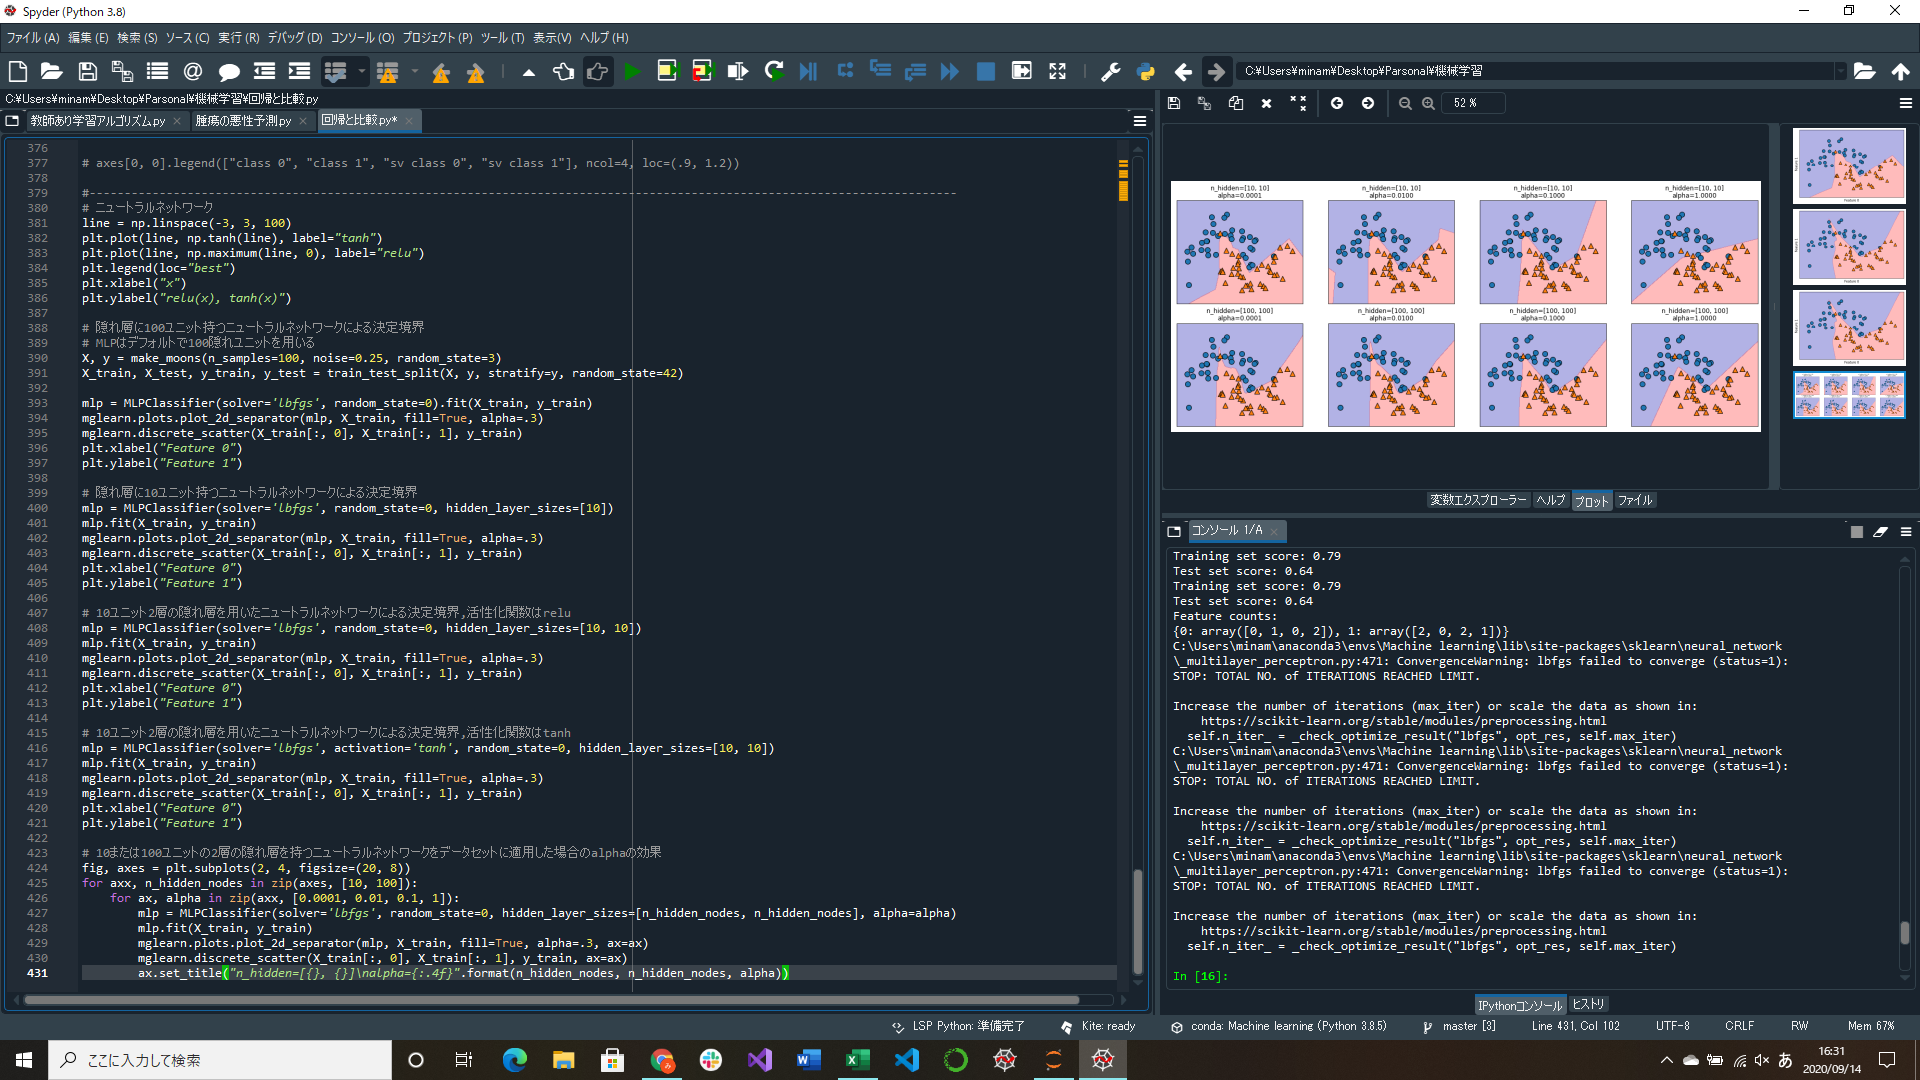 Spyder (Python 3.8)
ファイル (A) 編集 (E) 検索 (S) ソース (C) 実行 (R) デバッグ (D) コンソール (O) プロジェクト (P) ツール (T) 表示(V) ヘルプ (H)
C:¥Users¥minam¥Desktop¥Parsonal¥機械学習
C:¥Users¥minam¥Desktop¥Parsonal¥機械学習¥回帰と比較.py
教師あり学習アルゴリズム.py
腫瘍の悪性予測.py
回帰と比較.py*
376
377 # axes[0, 0].legend(["class 0", "class 1", "sv class 0", "sv class 1"], ncol=4, loc=(.9, 1.2))
378
379 #----------------------------------------------------------------------------------------------------------------------------
380 # ニュートラルネットワーク
381 line = np.linspace(-3, 3, 100)
382 plt.plot(line, np.tanh(line), label="tanh")
383 plt.plot(line, np.maximum(line, 0), label="relu")
384 plt.legend(loc="best")
385 plt.xlabel("x")
386 plt.ylabel("relu(x), tanh(x)")
387
388 # 隠れ層に100ユニット持つニュートラルネットワークによる決定境界
389 # MLPはデフォルトで100隠れユニットを用いる
390 X, y = make_moons(n_samples=100, noise=0.25, random_state=3)
391 X_train, X_test, y_train, y_test = train_test_split(X, y, stratify=y, random_state=42)
392
393 mlp = MLPClassifier(solver='lbfgs', random_state=0).fit(X_train, y_train)
394 mglearn.plots.plot_2d_separator(mlp, X_train, fill=True, alpha=.3)
395 mglearn.discrete_scatter(X_train[:, 0], X_train[:, 1], y_train)
396 plt.xlabel("Feature 0")
397 plt.ylabel("Feature 1")
398
399 # 隠れ層に10ユニット持つニュートラルネットワークによる決定境界
400 mlp = MLPClassifier(solver='lbfgs', random_state=0, hidden_layer_sizes=[10])
401 mlp.fit(X_train, y_train)
402 mglearn.plots.plot_2d_separator(mlp, X_train, fill=True, alpha=.3)
403 mglearn.discrete_scatter(X_train[:, 0], X_train[:, 1], y_train)
404 plt.xlabel("Feature 0")
405 plt.ylabel("Feature 1")
406
407 # 10ユニット2層の隠れ層を用いたニュートラルネットワークによる決定境界,活性化関数はrelu
408 mlp = MLPClassifier(solver='lbfgs', random_state=0, hidden_layer_sizes=[10, 10])
409 mlp.fit(X_train, y_train)
410 mglearn.plots.plot_2d_separator(mlp, X_train, fill=True, alpha=.3)
411 mglearn.discrete_scatter(X_train[:, 0], X_train[:, 1], y_train)
412 plt.xlabel("Feature 0")
413 plt.ylabel("Feature 1")
414
415 # 10ユニット2層の隠れ層を用いたニュートラルネットワークによる決定境界,活性化関数はtanh
416 mlp = MLPClassifier(solver='lbfgs', activation='tanh', random_state=0, hidden_layer_sizes=[10, 10])
417 mlp.fit(X_train, y_train)
418 mglearn.plots.plot_2d_separator(mlp, X_train, fill=True, alpha=.3)
419 mglearn.discrete_scatter(X_train[:, 0], X_train[:, 1], y_train)
420 plt.xlabel("Feature 0")
421 plt.ylabel("Feature 1")
422
423 # 10または100ユニットの2層の隠れ層を持つニュートラルネットワークをデータセットに適用した場合のalphaの効果
424 fig, axes = plt.subplots(2, 4, figsize=(20, 8))
425 for axx, n_hidden_nodes in zip(axes, [10, 100]):
426 for ax, alpha in zip(axx, [0.0001, 0.01, 0.1, 1]):
427 mlp = MLPClassifier(solver='lbfgs', random_state=0, hidden_layer_sizes=[n_hidden_nodes, n_hidden_nodes], alpha=alpha)
428 mlp.fit(X_train, y_train)
429 mglearn.plots.plot_2d_separator(mlp, X_train, fill=True, alpha=.3, ax=ax)
430 mglearn.discrete_scatter(X_train[:, 0], X_train[:, 1], y_train, ax=ax)
431 ax.set_title("n_hidden=[{}, {}]\nalpha={:.4f}".format(n_hidden_nodes, n_hidden_nodes, alpha))
52 %
n_hidden=[10, 10] n_hidden=[10, 10] n_hidden=[10, 10] n_hidden=[10, 10]
alpha=0.0001 alpha=0.0100 alpha=0.1000 alpha=1.0000
n_hidden=[100, 100] n_hidden=[100, 100] n_hidden=[100, 100] n_hidden=[100, 100]
alpha=0.0001 alpha=0.0100 alpha=0.1000 alpha=1.0000
変数エクスプローラー ヘルプ プロット ファイル
コンソール 1/A
Training set score: 0.79
Test set score: 0.64
Training set score: 0.79
Test set score: 0.64
Feature counts:
{0: array([0, 1, 0, 2]), 1: array([2, 0, 2, 1])}
C:\Users\minam\anaconda3\envs\Machine learning\lib\site-packages\sklearn\neural_network
\_multilayer_perceptron.py:471: ConvergenceWarning: lbfgs failed to converge (status=1):
STOP: TOTAL NO. of ITERATIONS REACHED LIMIT.
Increase the number of iterations (max_iter) or scale the data as shown in:
https://scikit-learn.org/stable/modules/preprocessing.html
self.n_iter_ = _check_optimize_result("lbfgs", opt_res, self.max_iter)
C:\Users\minam\anaconda3\envs\Machine learning\lib\site-packages\sklearn\neural_network
\_multilayer_perceptron.py:471: ConvergenceWarning: lbfgs failed to converge (status=1):
STOP: TOTAL NO. of ITERATIONS REACHED LIMIT.
Increase the number of iterations (max_iter) or scale the data as shown in:
https://scikit-learn.org/stable/modules/preprocessing.html
self.n_iter_ = _check_optimize_result("lbfgs", opt_res, self.max_iter)
C:\Users\minam\anaconda3\envs\Machine learning\lib\site-packages\sklearn\neural_network
\_multilayer_perceptron.py:471: ConvergenceWarning: lbfgs failed to converge (status=1):
STOP: TOTAL NO. of ITERATIONS REACHED LIMIT.
Increase the number of iterations (max_iter) or scale the data as shown in:
https://scikit-learn.org/stable/modules/preprocessing.html
self.n_iter_ = _check_optimize_result("lbfgs", opt_res, self.max_iter)
In [16]:
IPythonコンソール ヒストリ
LSP Python: 準備完了 Kite: ready conda: Machine learning (Python 3.8.5) master [3] Line 431, Col 102 UTF-8 CRLF RW Mem 67%
ここに入力して検索
あ
16:31
2020/09/14